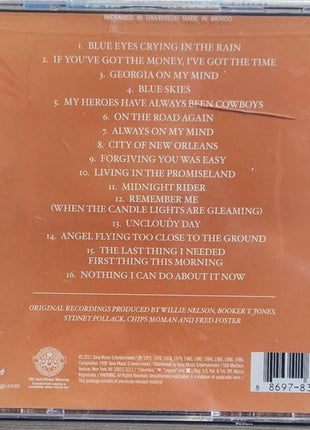 PACKAGED IN USA/DISC(S) MADE IN MEXICO
1. BLUE EYES CRYING IN THE RAIN
2. IF YOU'VE GOT THE MONEY, I'VE GOT THE TIME
3. GEORGIA ON MY MIND
4. BLUE SKIES
5. MY HEROES HAVE ALWAYS BEEN COWBOYS
6. ON THE ROAD AGAIN
7. ALWAYS ON MY MIND
8. CITY OF NEW ORLEANS
9. FORGIVING YOU WAS EASY
10. LIVING IN THE PROMISELAND
11. MIDNIGHT RIDER
12. REMEMBER ME
(WHEN THE CANDLE LIGHTS ARE GLEAMING)
13. UNCLOUDY DAY
14. ANGEL FLYING TOO CLOSE TO THE GROUND
15. THE LAST THING I NEEDED
FIRST THING THIS MORNING
16. NOTHING I CAN DO ABOUT IT NOW
ORIGINAL RECORDINGS PRODUCED BY WILLIE NELSON, BOOKER T. JONES,
SYDNEY POLLACK, CHIPS MOMAN AND FRED FOSTER
FBI Anti-Piracy Warning
8 8697-83